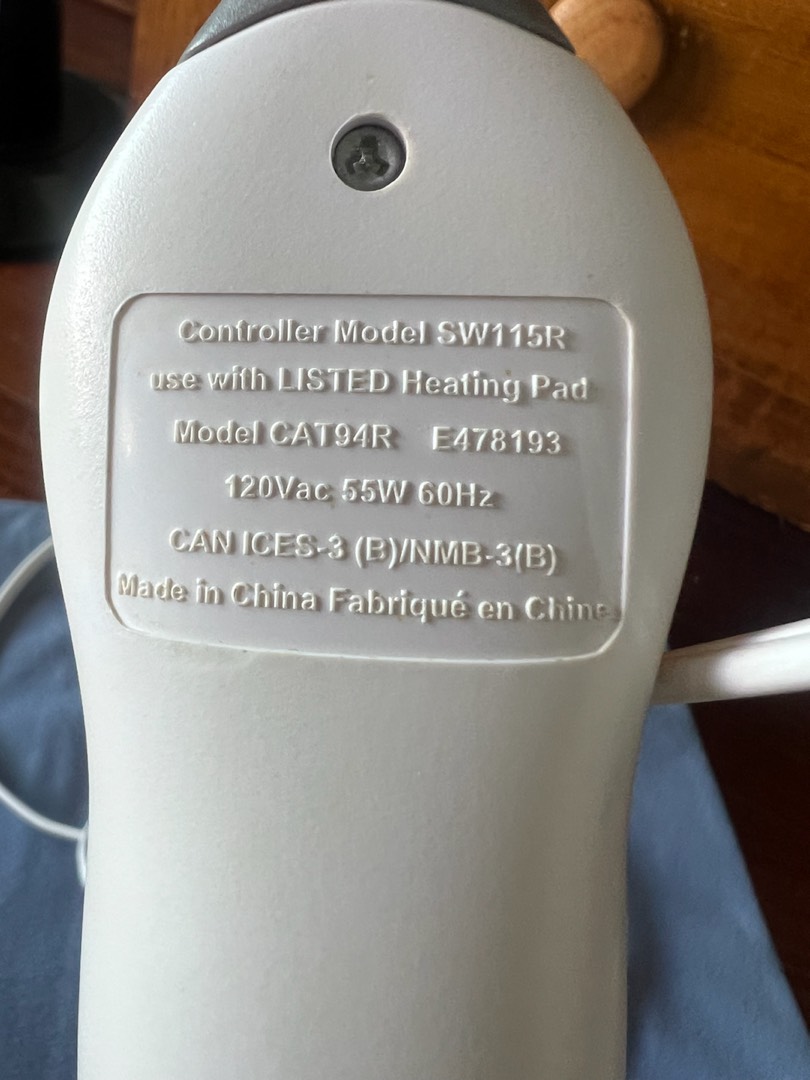 Controller Model SW115R
use with LISTED Heating Pad
Model CAT94R E478193
120Vac 55W 60Hz
CAN ICES-3 (B)/NMB-3(B)
Made in China Fabriqué en Chine